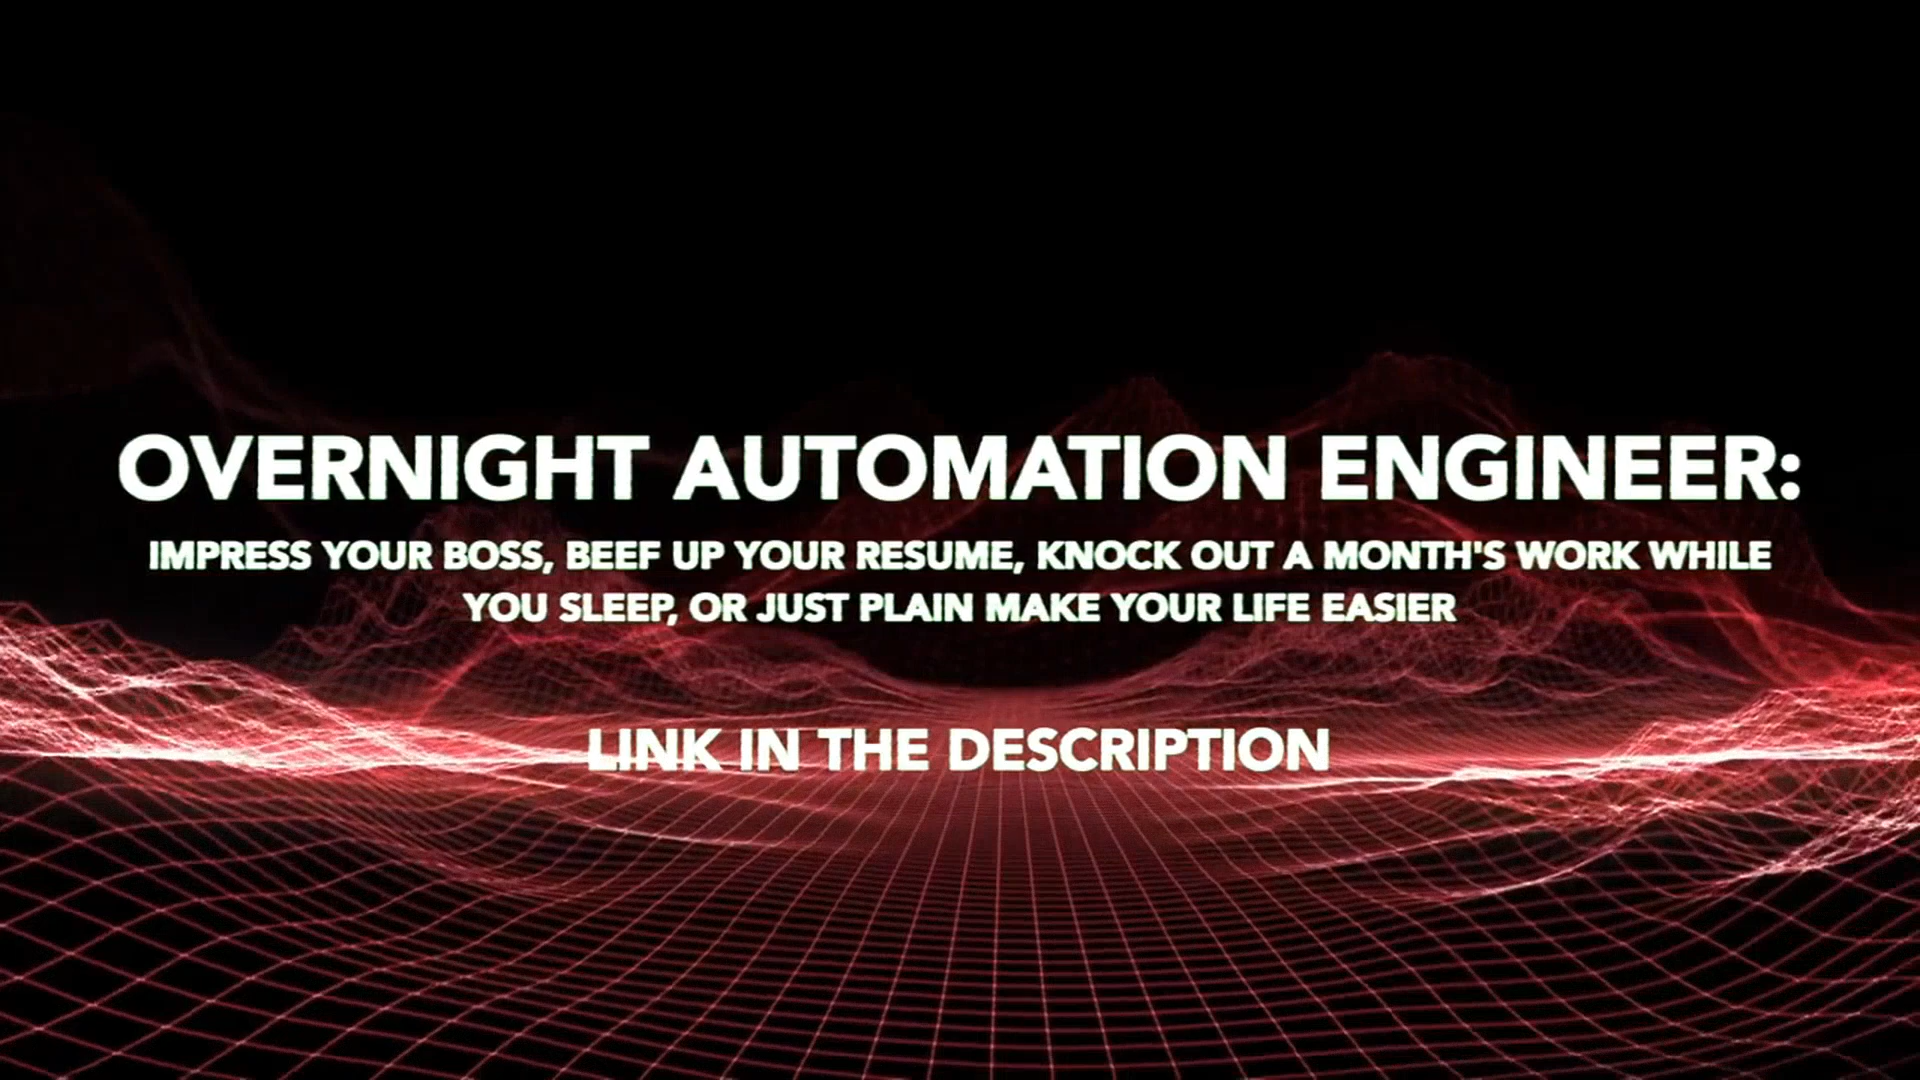 OVERNIGHT AUTOMATION ENGINEER:
IMPRESS YOUR BOSS, BEEF UP YOUR RESUME, KNOCK OUT A MONTH'S WORK WHILE
YOU SLEEP, OR JUST PLAIN MAKE YOUR LIFE EASIER
LINK IN THE DESCRIPTION